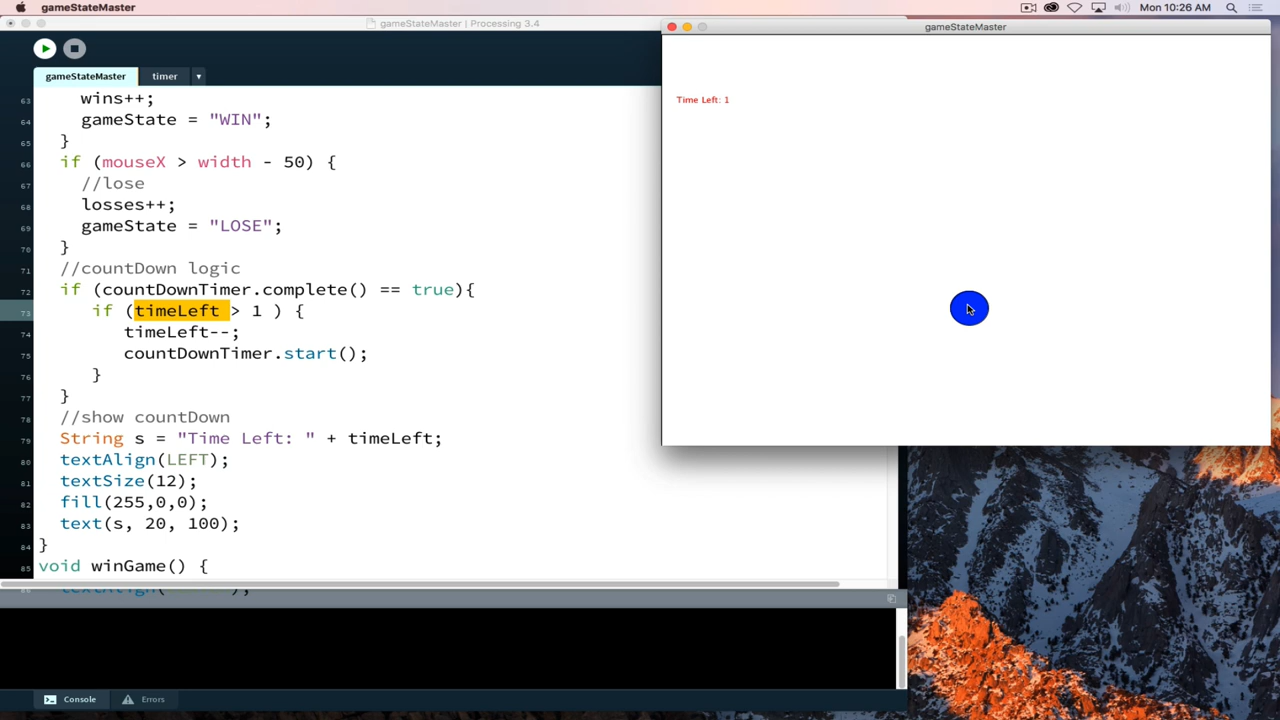 gameStateMaster
Mon 10:26 AM
gameStateMaster | Processing 3.4
gameStateMaster
timer
63 wins++;
64 gameState = "WIN";
65 }
66 if (mouseX > width - 50) {
67 //lose
68 losses++;
69 gameState = "LOSE";
70 }
71 //countDown logic
72 if (countDownTimer.complete() == true){
73 if (timeLeft > 1 ) {
74 timeLeft--;
75 countDownTimer.start();
76 }
77 }
78 //show countDown
79 String s = "Time Left: " + timeLeft;
80 textAlign(LEFT);
81 textSize(12);
82 fill(255,0,0);
83 text(s, 20, 100);
84 }
85 void winGame() {
Console
Errors
gameStateMaster
Time Left: 1